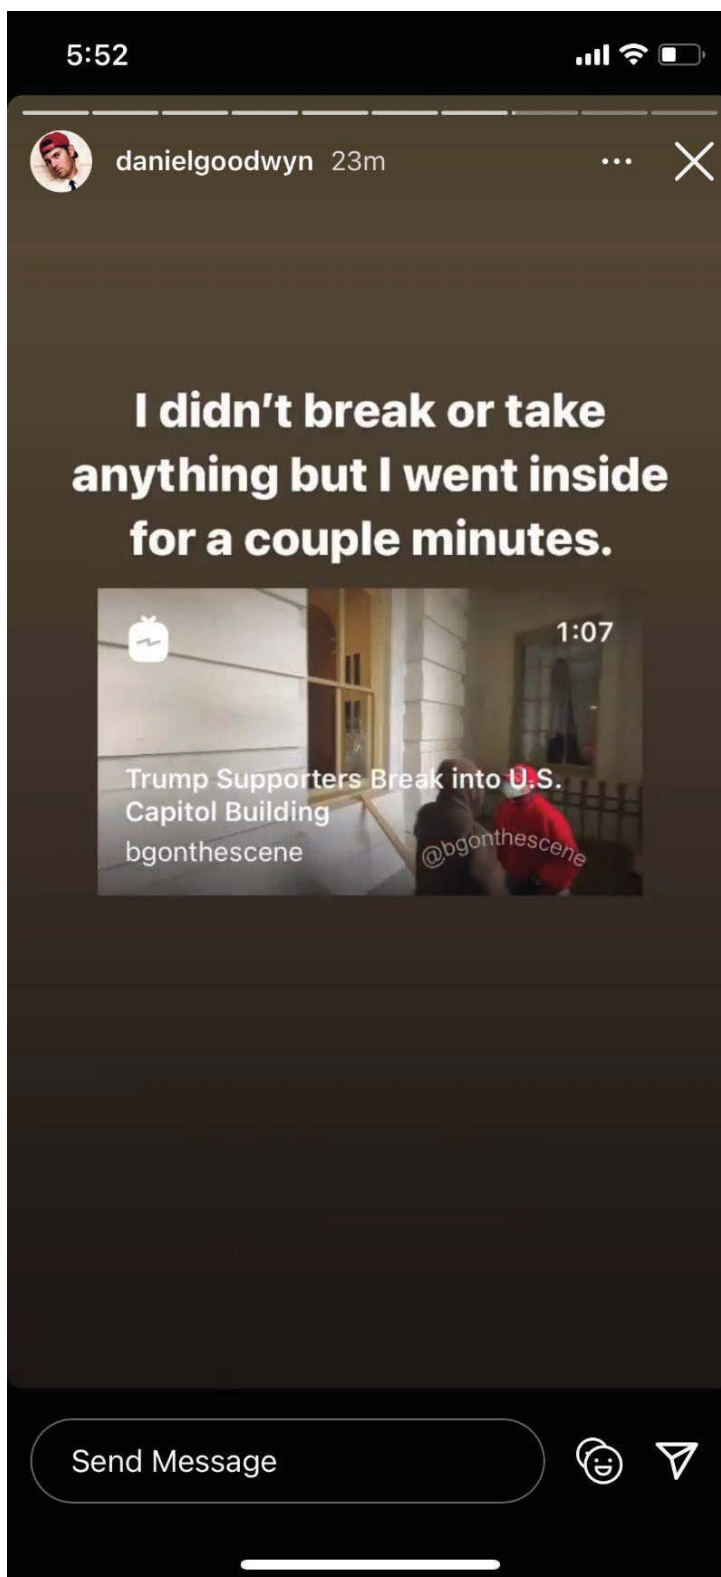 5:52
danielgoodwyn 23m
I didn't break or take
anything but I went inside
for a couple minutes.
1:07
Trump Supporters Break into U.S.
Capitol Building
bgonthescene
@bgonthescene
Send Message